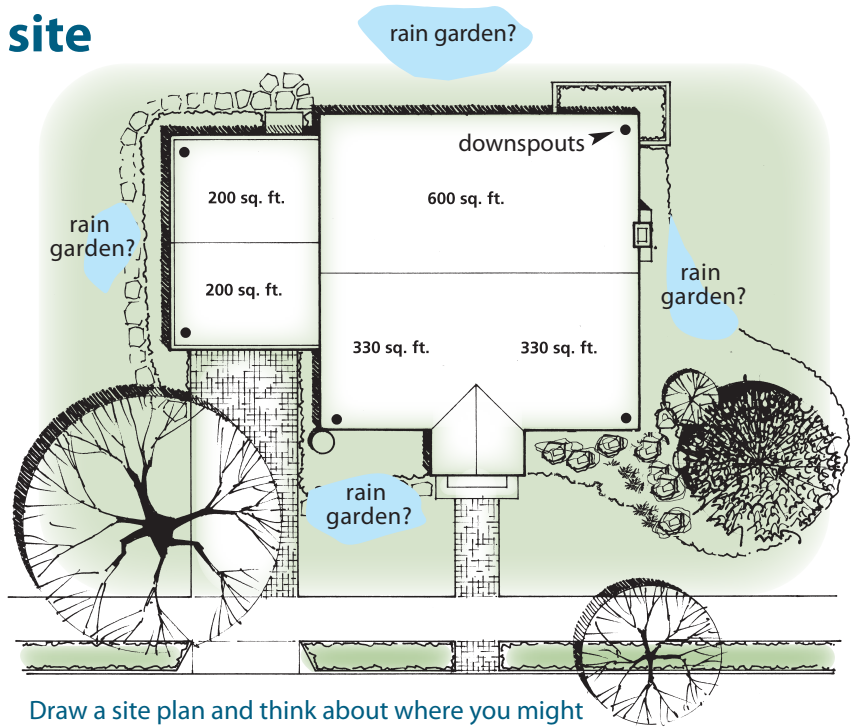 site
rain garden?
downspouts
200 sq. ft.
600 sq. ft.
rain
garden?
rain
garden?
200 sq. ft.
330 sq. ft.
330 sq. ft.
rain
garden?
Draw a site plan and think about where you might